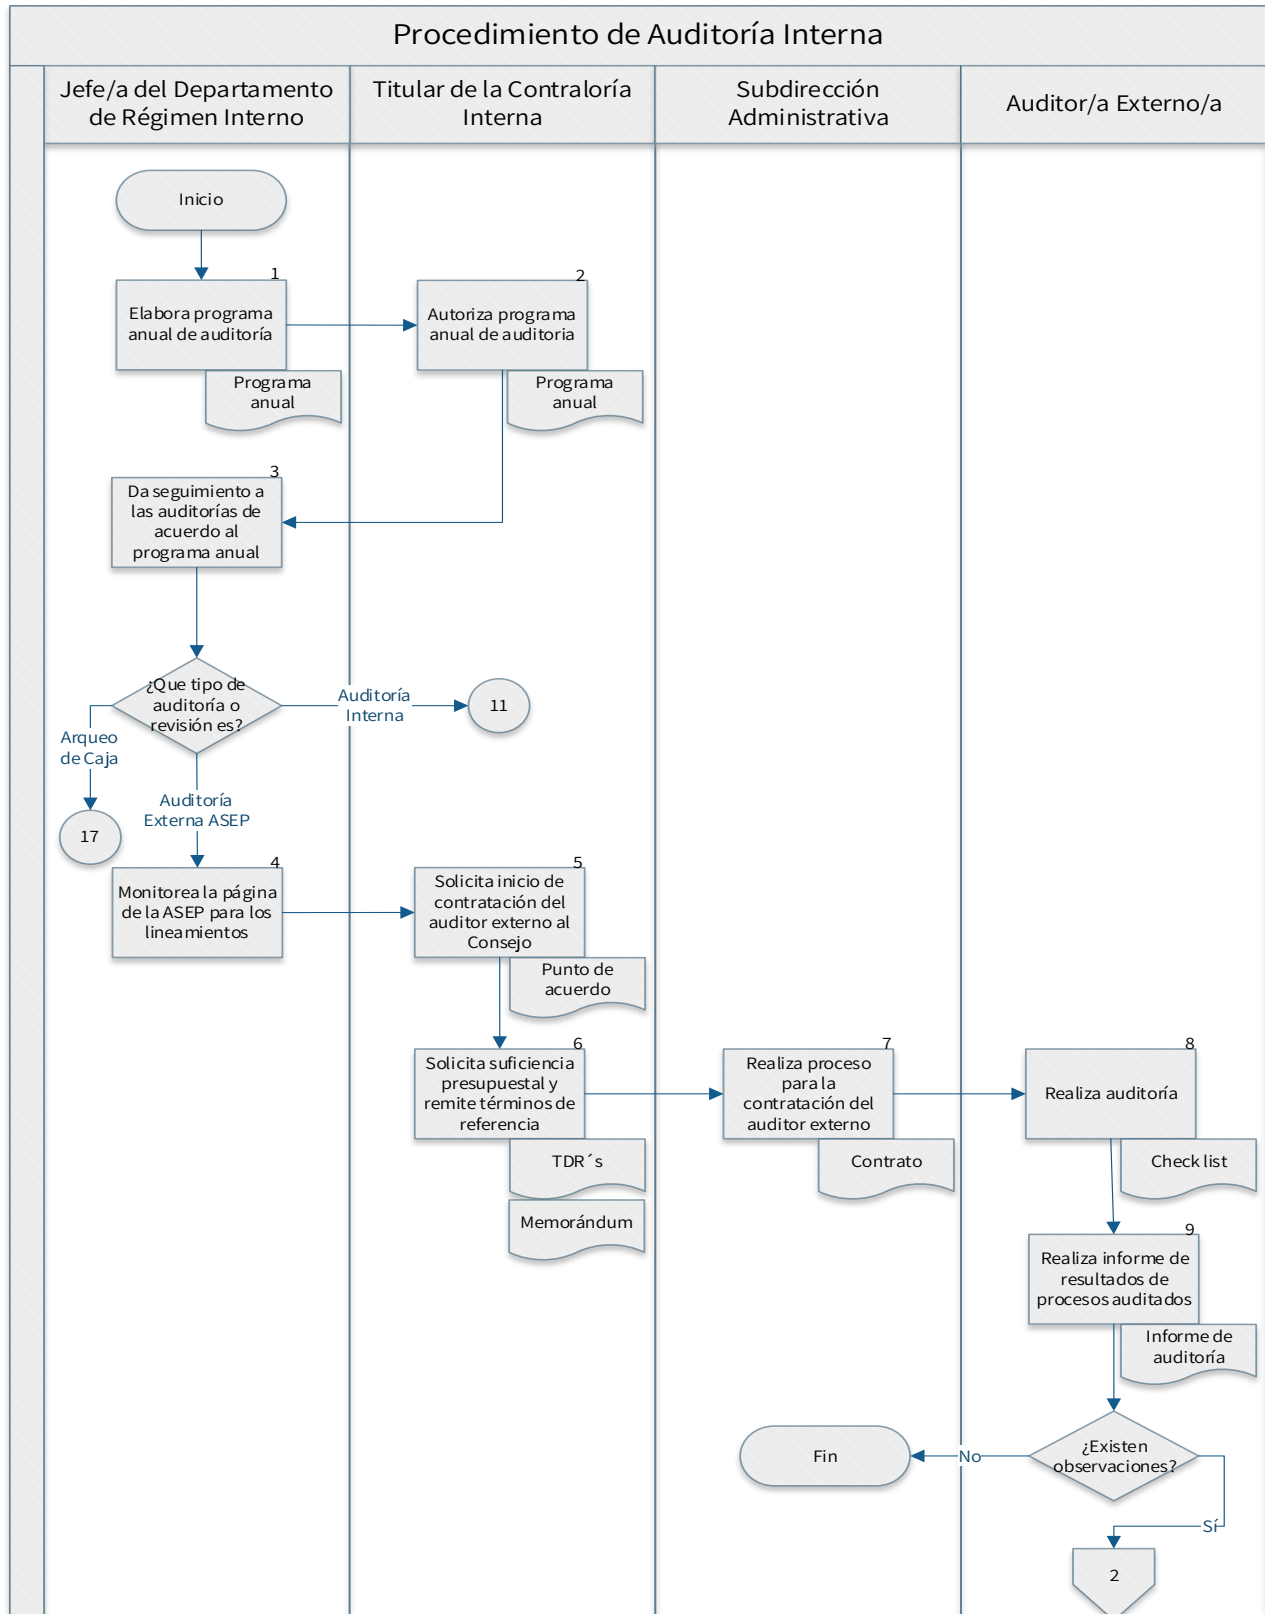 Procedimiento de Auditoría Interna
Jefe/a del Departamento
de Régimen Interno
Titular de la Contraloría
Interna
Subdirección
Administrativa
Auditor/a Externo/a
Inicio
1
Elabora programa
anual de auditoría
Programa
anual
2
Autoriza programa
anual de auditoria
Programa
anual
3
Da seguimiento a
las auditorías de
acuerdo al
programa anual
¿Que tipo de
auditoría o
revisión es?
Auditoría
Interna
11
Arqueo
de Caja
17
Auditoría
Externa ASEP
4
Monitorea la página
de la ASEP para los
lineamientos
5
Solicita inicio de
contratación del
auditor externo al
Consejo
Punto de
acuerdo
6
Solicita suficiencia
presupuestal y
remite términos de
referencia
TDR´s
Memorándum
7
Realiza proceso
para la
contratación del
auditor externo
Contrato
8
Realiza auditoría
Check list
9
Realiza informe de
resultados de
procesos auditados
Informe de
auditoría
¿Existen
observaciones?
No
Fin
Sí
2